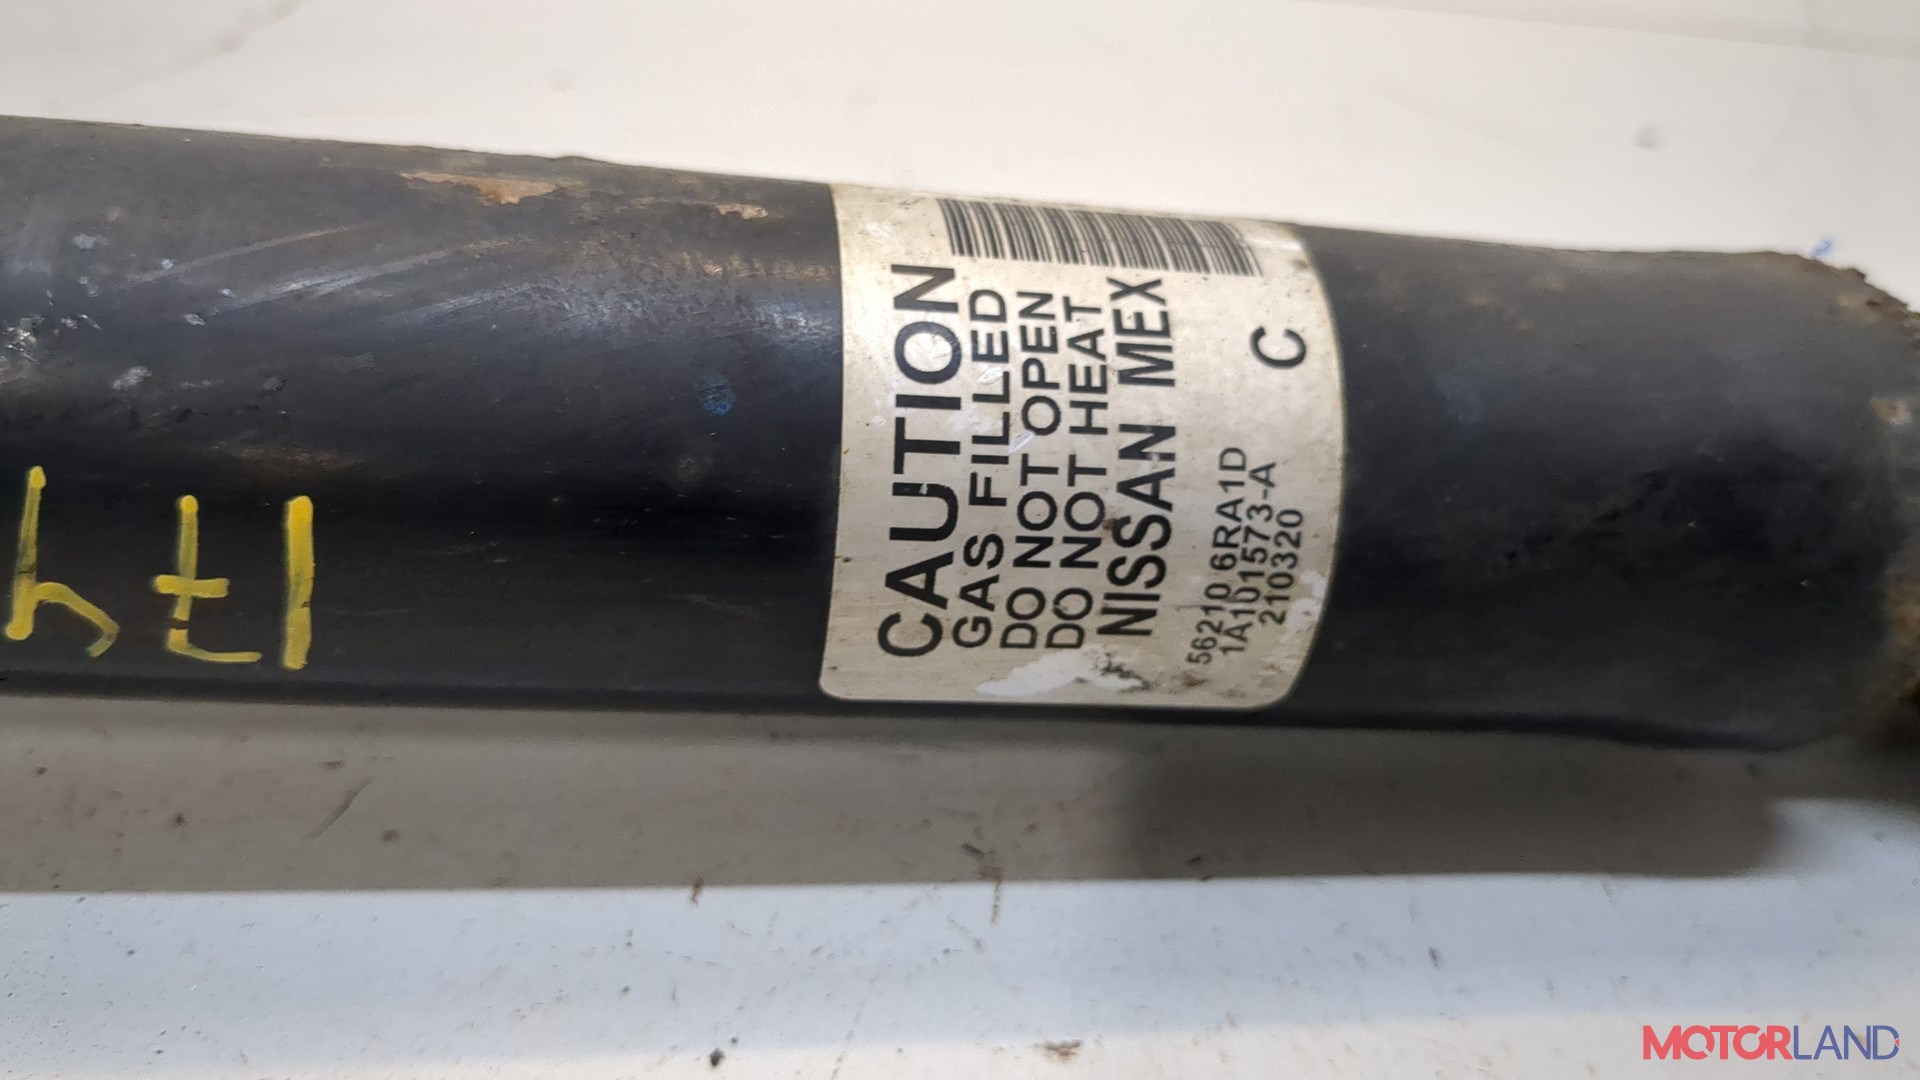 CAUTION
GAS FILLED
DO NOT OPEN
DO NOT HEAT
NISSAN MEX
56210 6RA1D
1A101573-A
210320
C
MOTORLAND